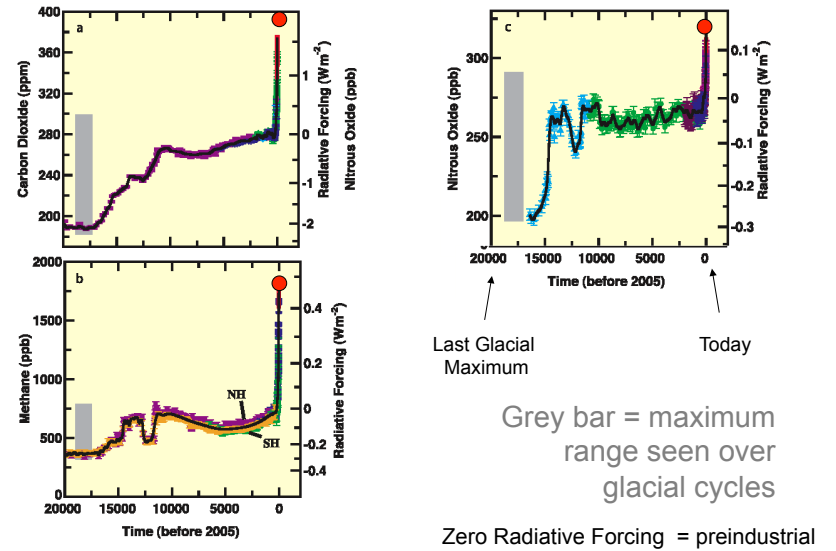 a
400
360
320
280
240
200
Carbon Dioxide (ppm)
1
0
-1
-2
Radiative Forcing (Wm-2)
Nitrous Oxide (ppb)
b
2000
1750
1500
1000
750
500
250
Methane (ppb)
NH
SH
0.4
0.2
0
-0.2
-0.4
Radiative Forcing (Wm-2)
20000 15000 10000 5000 0
Time (before 2005)
c
300
250
200
Nitrous Oxide (ppb)
0.1
0
-0.1
-0.2
-0.3
Radiative Forcing (Wm-2)
20000 15000 10000 5000 0
Time (before 2005)
Last Glacial
Maximum
Today
Grey bar = maximum
range seen over
glacial cycles
Zero Radiative Forcing = preindustrial